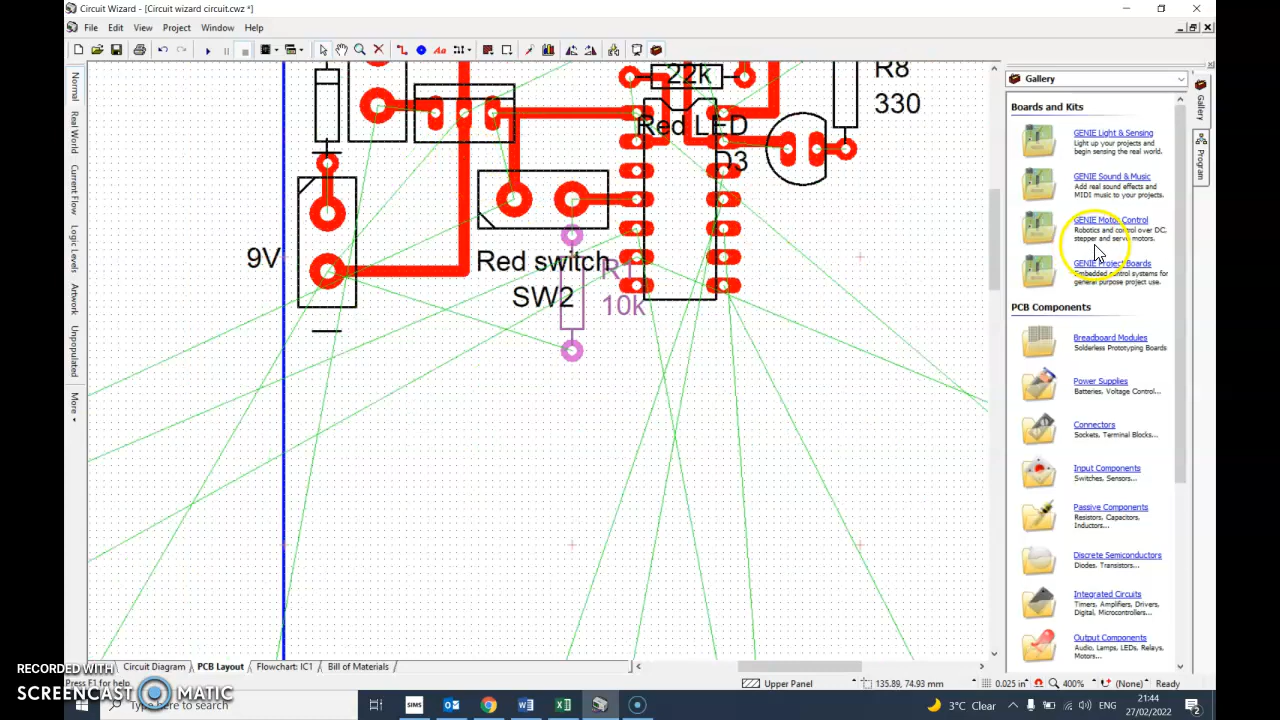 Circuit Wizard - [Circuit wizard circuit.cwz *]
File Edit View Project Window Help
Normal
Real World
Current Flow
Logic Levels
Artwork
Unpopulated
More
22k
R8
330
Red LED
D3
9V
Red switch
SW2
R1
10k
Gallery
Gallery
Program
Boards and Kits
GENIE Light & Sensing
Light up your projects and
begin sensing the real world.
GENIE Sound & Music
Add real sound effects and
MIDI music to your projects.
GENIE Motor Control
Robotics and control over DC,
stepper and servo motors.
GENIE Project Boards
Embedded control systems for
general purpose project use.
PCB Components
Breadboard Modules
Solderless Prototyping Boards
Power Supplies
Batteries, Voltage Control...
Connectors
Sockets, Terminal Blocks...
Input Components
Switches, Sensors...
Passive Components
Resistors, Capacitors,
Inductors...
Discrete Semiconductors
Diodes, Transistors...
Integrated Circuits
Timers, Amplifiers, Drivers,
Digital, Microcontrollers...
Output Components
Audio, Lamps, LEDs, Relays,
Motors...
Circuit Diagram PCB Layout Flowchart: IC1 Bill of Materials
Press F1 for help
Upper Panel 135.89, 74.93 mm 0.025 in 400% (None) Ready
RECORDED WITH
SCREENCAST MATIC
Type here to search
SIMS
3°C Clear
ENG
21:44
27/02/2022
2